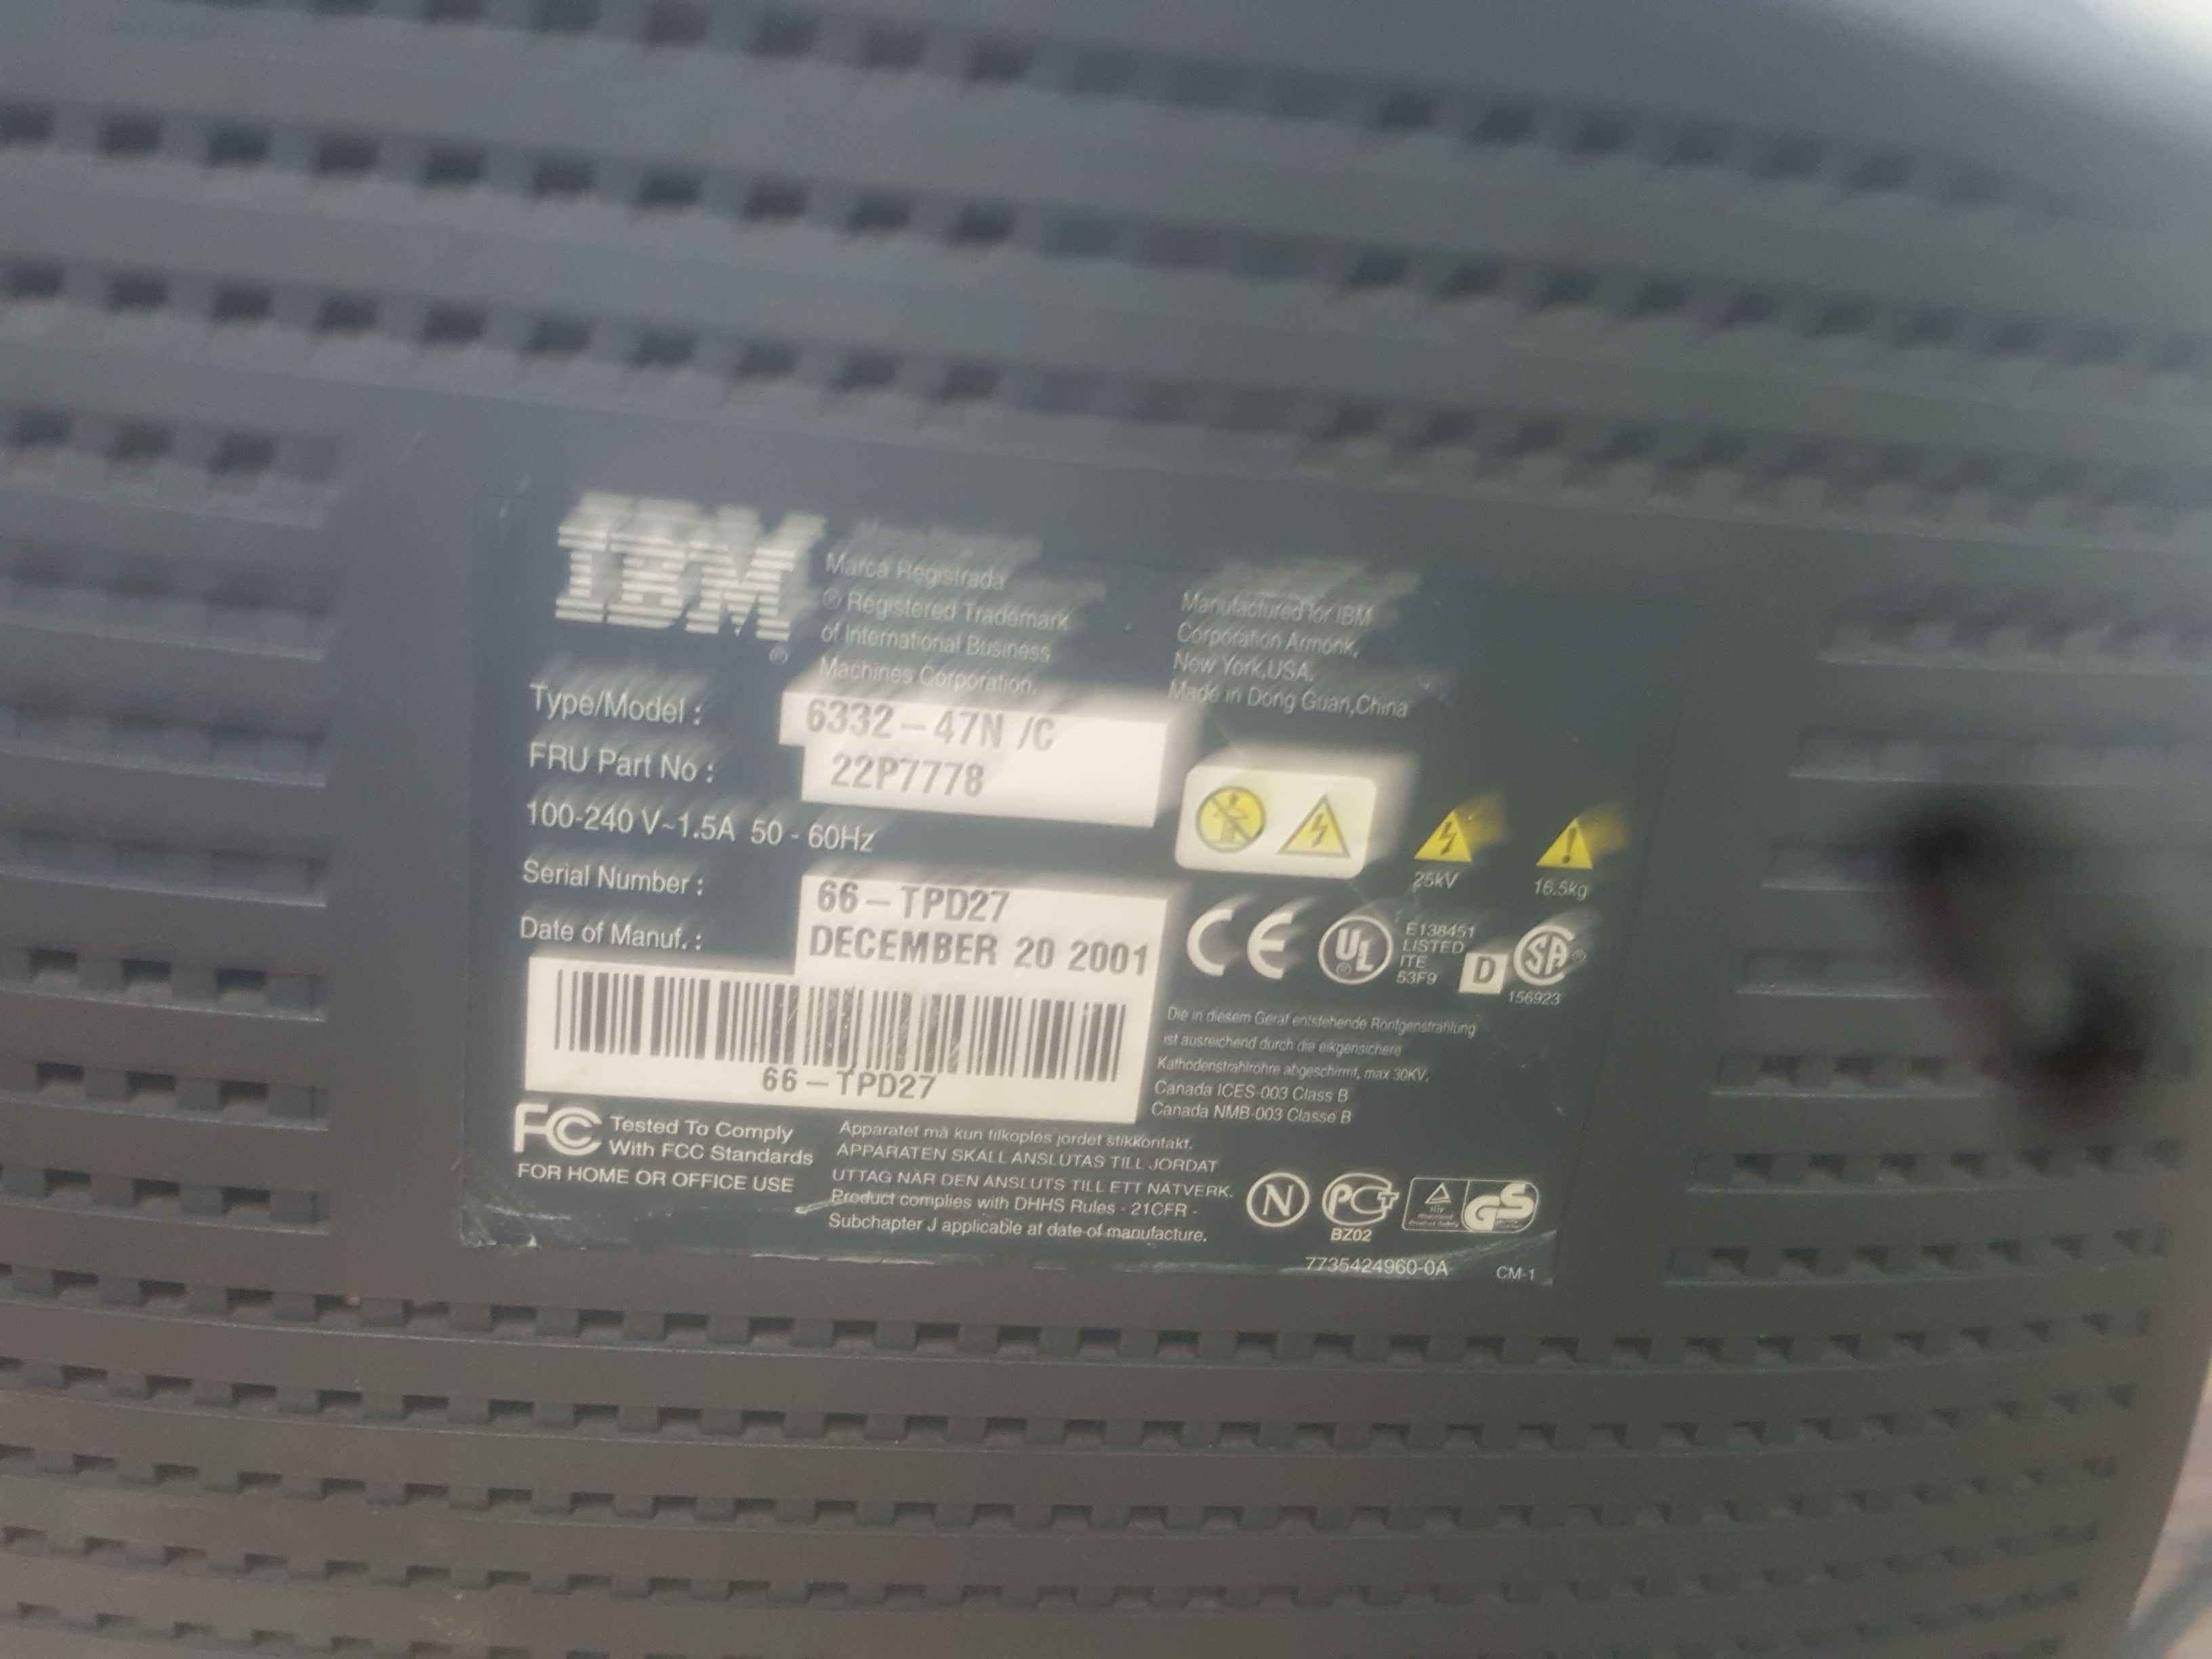 IBM
®
Marca Registrada
® Registered Trademark
of International Business
Machines Corporation.
Manufactured for IBM
Corporation Armonk,
New York,USA.
Made in Dong Guan,China
Type/Model : 6332-47N /C
FRU Part No : 22P7778
100-240 V~1.5A 50 - 60Hz
Serial Number : 66-TPD27
Date of Manuf. : DECEMBER 20 2001
66-TPD27
25kV
16.5kg
CE
UL
®
E138451
LISTED
ITE
53F9
D
SA
®
156923
Die in diesem Gerät entstehende Röntgenstrahlung
ist ausreichend durch die eikgensichere
Kathodenstrahlröhre abgeschirmt, max 30KV.
Canada ICES-003 Class B
Canada NMB-003 Classe B
FC Tested To Comply
With FCC Standards
FOR HOME OR OFFICE USE
Apparatet må kun tilkoples jordet stikkontakt.
APPARATEN SKALL ANSLUTAS TILL JORDAT
UTTAG NÄR DEN ANSLUTS TILL ETT NÄTVERK.
Product complies with DHHS Rules - 21CFR -
Subchapter J applicable at date of manufacture.
N
PCT
BZ02
GS
7735424960-0A
CM-1